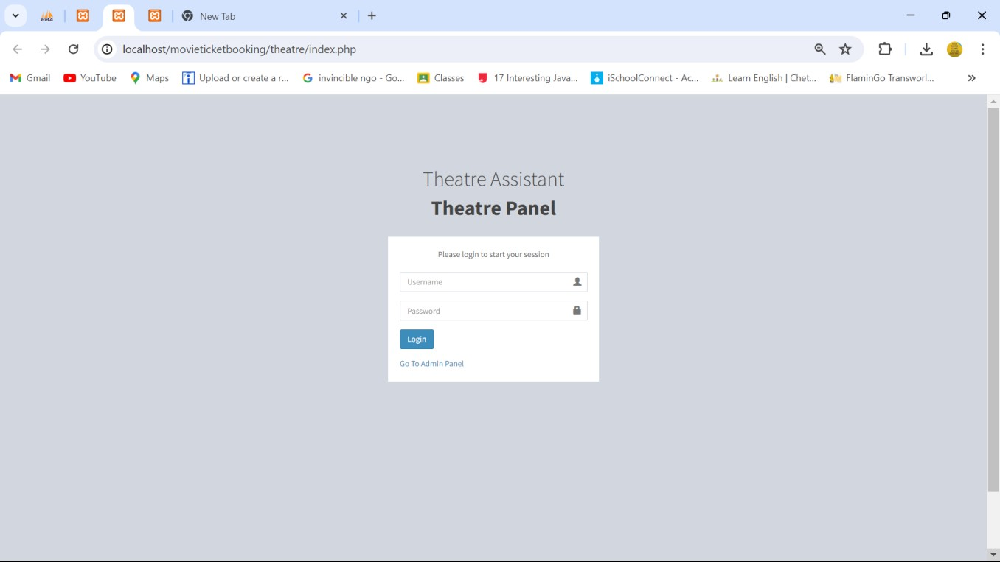 PMA
New Tab
localhost/movieticketbooking/theatre/index.php
Gmail YouTube Maps Upload or create a r... invincible ngo - Go... Classes 17 Interesting Java... iSchoolConnect - Ac... Learn English | Chet... FlaminGo Transworl...
Theatre Assistant
Theatre Panel
Please login to start your session
Username
Password
Login
Go To Admin Panel